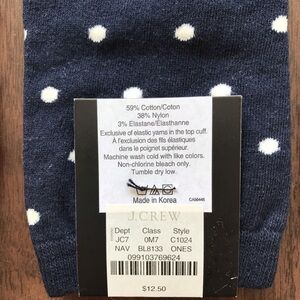 59% Cotton/Coton
38% Nylon
3% Elastane/Élasthanne
Exclusive of elastic yarns in the top cuff.
À l'exclusion des fils élastiques
dans le poignet supérieur.
Machine wash cold with like colors.
Non-chlorine bleach only.
Tumble dry low.
Made in Korea
J.CREW
Dept Class Style
JC7 0M7 C1024
NAV BL8133 ONES
099103769624
$12.50